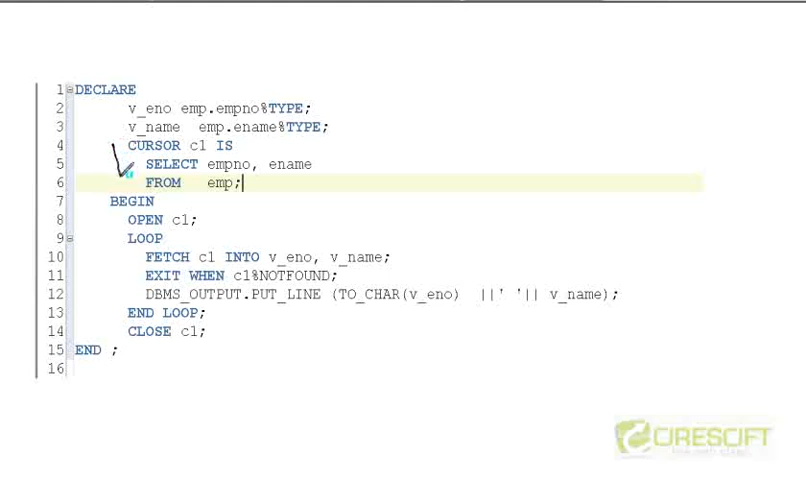 1 DECLARE
2 v_eno emp.empno%TYPE;
3 v_name emp.ename%TYPE;
4 CURSOR c1 IS
5 SELECT empno, ename
6 FROM emp;
7 BEGIN
8 OPEN c1;
9 LOOP
10 FETCH c1 INTO v_eno, v_name;
11 EXIT WHEN c1%NOTFOUND;
12 DBMS_OUTPUT.PUT_LINE (TO_CHAR(v_eno) ||' '|| v_name);
13 END LOOP;
14 CLOSE c1;
15 END ;
16
CIRESCIFT